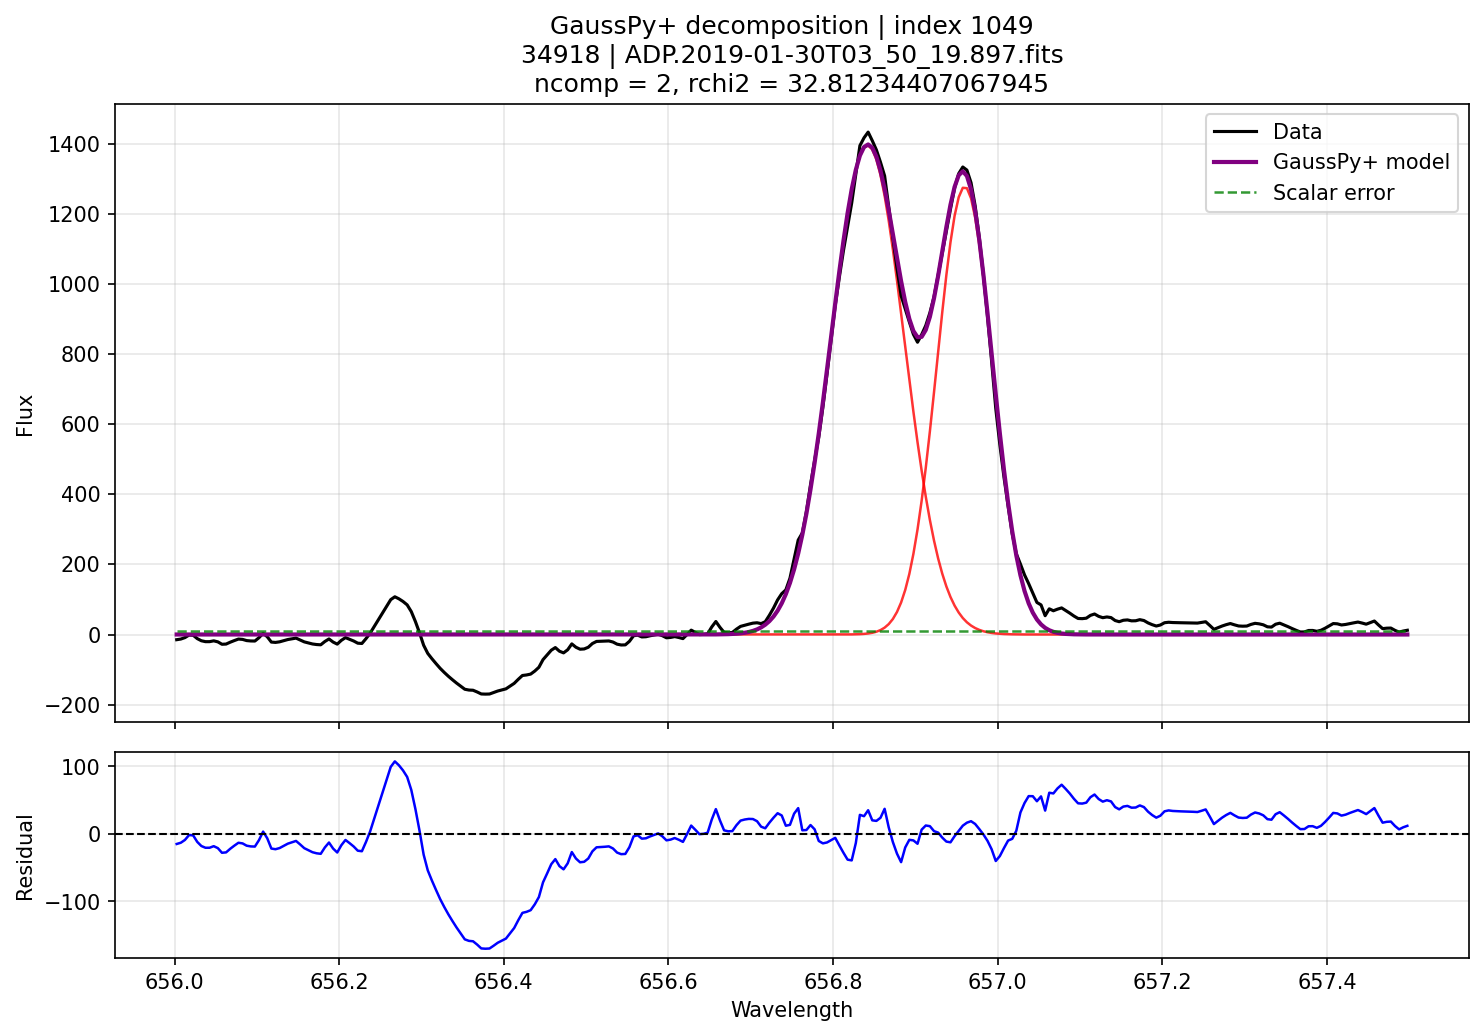 GaussPy+ decomposition | index 1049
34918 | ADP.2019-01-30T03_50_19.897.fits
ncomp = 2, rchi2 = 32.81234407067945
Data
GaussPy+ model
Scalar error
1400
1200
1000
800
600
400
200
0
−200
Flux
100
0
−100
Residual
656.0 656.2 656.4 656.6 656.8 657.0 657.2 657.4
Wavelength